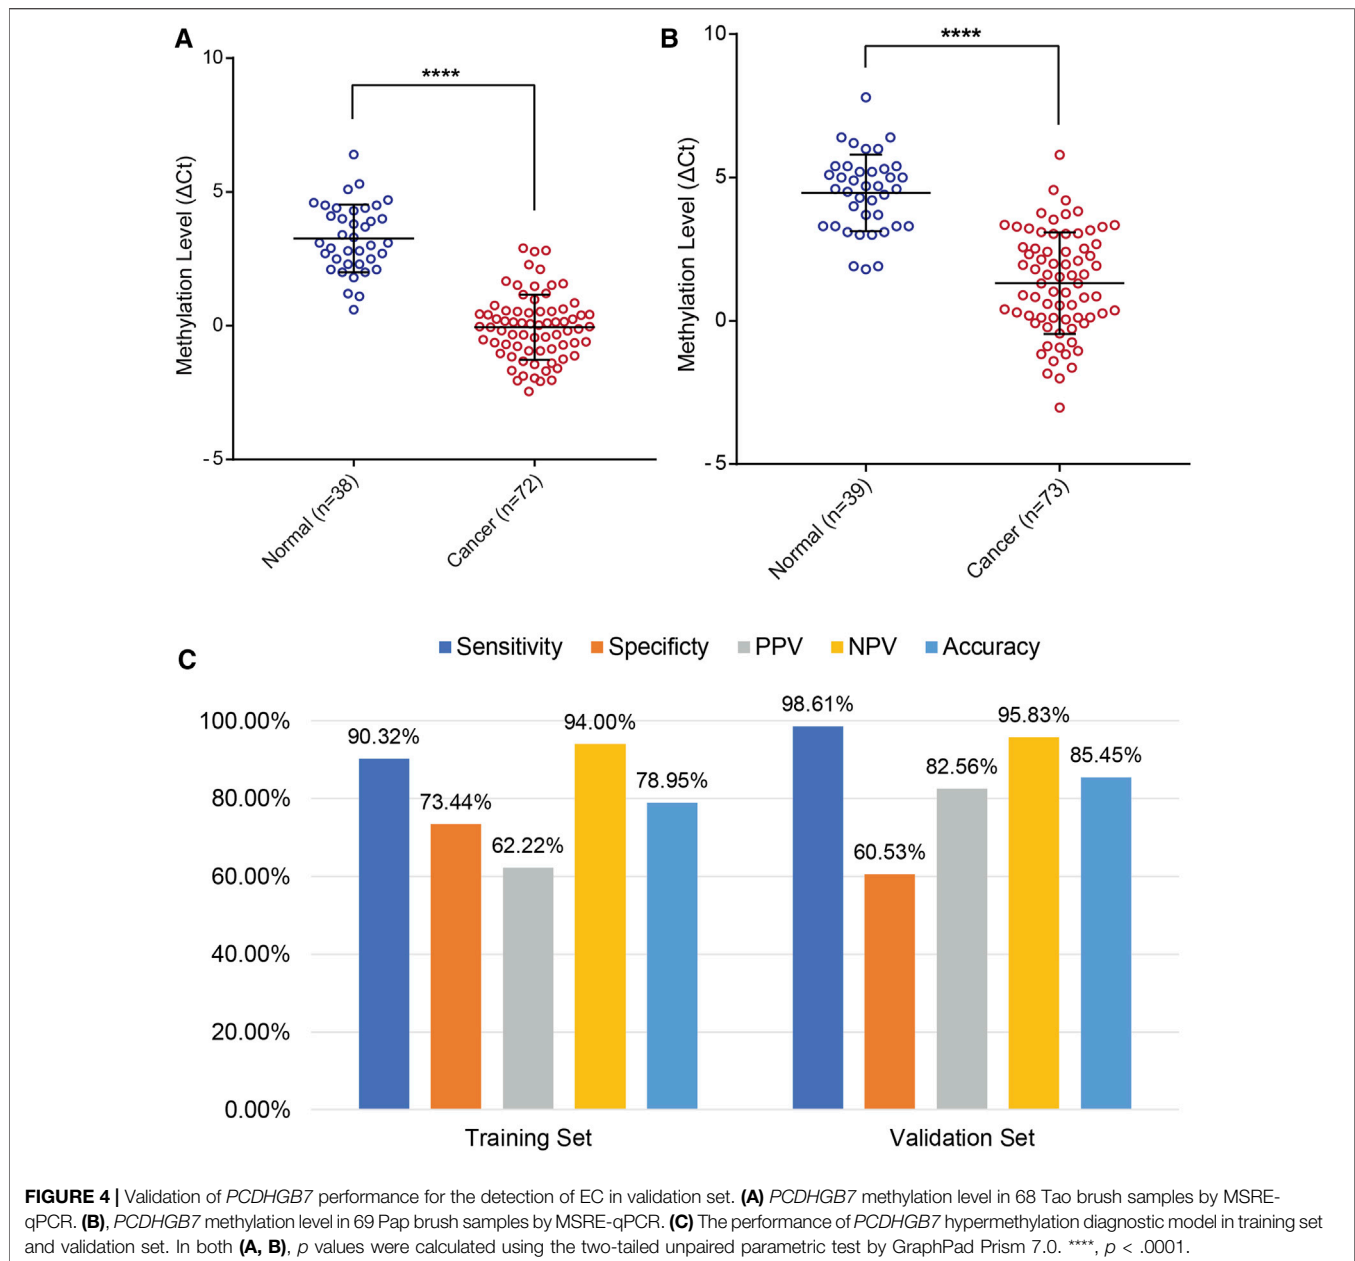 A
B
****
****
10
5
0
-5
Methylation Level (ΔCt)
Normal (n=38)
Cancer (n=72)
10
5
0
-5
Methylation Level (ΔCt)
Normal (n=39)
Cancer (n=73)
C
Sensitivity Specificty PPV NPV Accuracy
100.00%
80.00%
60.00%
40.00%
20.00%
0.00%
90.32%
73.44%
62.22%
94.00%
78.95%
98.61%
60.53%
82.56%
95.83%
85.45%
Training Set
Validation Set
FIGURE 4 | Validation of PCDHGB7 performance for the detection of EC in validation set. (A) PCDHGB7 methylation level in 68 Tao brush samples by MSRE-
qPCR. (B), PCDHGB7 methylation level in 69 Pap brush samples by MSRE-qPCR. (C) The performance of PCDHGB7 hypermethylation diagnostic model in training set
and validation set. In both (A, B), p values were calculated using the two-tailed unpaired parametric test by GraphPad Prism 7.0. ****, p < .0001.